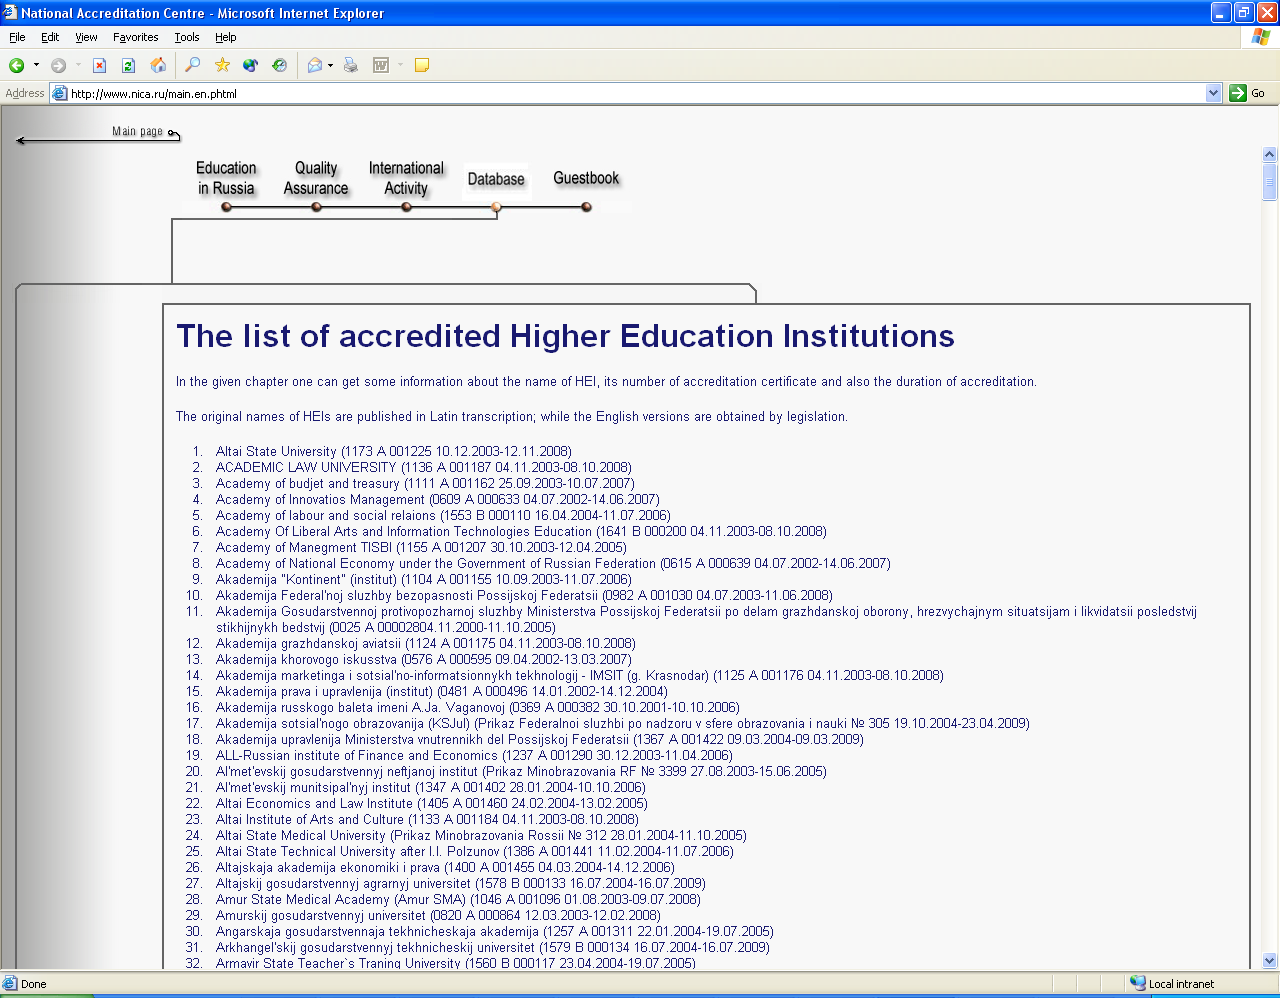 National Accreditation Centre - Microsoft Internet Explorer
File Edit View Favorites Tools Help
Address http://www.nica.ru/main.en.phtml Go
Main page
Education in Russia
Quality Assurance
International Activity
Database
Guestbook
The list of accredited Higher Education Institutions
In the given chapter one can get some information about the name of HEI, its number of accreditation certificate and also the duration of accreditation.
The original names of HEIs are published in Latin transcription; while the English versions are obtained by legislation.
1. Altai State University (1173 A 001225 10.12.2003-12.11.2008)
2. ACADEMIC LAW UNIVERSITY (1136 A 001187 04.11.2003-08.10.2008)
3. Academy of budjet and treasury (1111 A 001162 25.09.2003-10.07.2007)
4. Academy of Innovatios Management (0609 A 000633 04.07.2002-14.06.2007)
5. Academy of labour and social relaions (1553 B 000110 16.04.2004-11.07.2006)
6. Academy Of Liberal Arts and Information Technologies Education (1641 B 000200 04.11.2003-08.10.2008)
7. Academy of Manegment TISBI (1155 A 001207 30.10.2003-12.04.2005)
8. Academy of National Economy under the Government of Russian Federation (0615 A 000639 04.07.2002-14.06.2007)
9. Akademija "Kontinent" (institut) (1104 A 001155 10.09.2003-11.07.2006)
10. Akademija Federal'noj sluzhby bezopasnosti Possijskoj Federatsii (0982 A 001030 04.07.2003-11.06.2008)
11. Akademija Gosudarstvennoj protivopozharnoj sluzhby Ministerstva Possijskoj Federatsii po delam grazhdanskoj oborony, hrezvychajnym situatsijam i likvidatsii posledstvij
stikhijnykh bedstvij (0025 A 00002804.11.2000-11.10.2005)
12. Akademija grazhdanskoj aviatsii (1124 A 001175 04.11.2003-08.10.2008)
13. Akademija khorovogo iskusstva (0576 A 000595 09.04.2002-13.03.2007)
14. Akademija marketinga i sotsial'no-informatsionnykh tekhnologij - IMSIT (g. Krasnodar) (1125 A 001176 04.11.2003-08.10.2008)
15. Akademija prava i upravlenija (institut) (0481 A 000496 14.01.2002-14.12.2004)
16. Akademija russkogo baleta imeni A.Ja. Vaganovoj (0369 A 000382 30.10.2001-10.10.2006)
17. Akademija sotsial'nogo obrazovanija (KSJul) (Prikaz Federalnoi sluzhbi po nadzoru v sfere obrazovania i nauki № 305 19.10.2004-23.04.2009)
18. Akademija upravlenija Ministerstva vnutrennikh del Possijskoj Federatsii (1367 A 001422 09.03.2004-09.03.2009)
19. ALL-Russian institute of Finance and Economics (1237 A 001290 30.12.2003-11.04.2006)
20. Al'met'evskij gosudarstvennyj neftjanoj institut (Prikaz Minobrazovania RF № 3399 27.08.2003-15.06.2005)
21. Al'met'evskij munitsipal'nyj institut (1347 A 001402 28.01.2004-10.10.2006)
22. Altai Economics and Law Institute (1405 A 001460 24.02.2004-13.02.2005)
23. Altai Institute of Arts and Culture (1133 A 001184 04.11.2003-08.10.2008)
24. Altai State Medical University (Prikaz Minobrazovania Rossii № 312 28.01.2004-11.10.2005)
25. Altai State Technical University after I.I. Polzunov (1386 A 001441 11.02.2004-11.07.2006)
26. Altajskaja akademija ekonomiki i prava (1400 A 001455 04.03.2004-14.12.2006)
27. Altajskij gosudarstvennyj agrarnyj universitet (1578 B 000133 16.07.2004-16.07.2009)
28. Amur State Medical Academy (Amur SMA) (1046 A 001096 01.08.2003-09.07.2008)
29. Amurskij gosudarstvennyj universitet (0820 A 000864 12.03.2003-12.02.2008)
30. Angarskaja gosudarstvennaja tekhnicheskaja akademija (1257 A 001311 22.01.2004-19.07.2005)
31. Arkhangel'skij gosudarstvennyj tekhnicheskij universitet (1579 B 000134 16.07.2004-16.07.2009)
32. Armavir State Teacher`s Traning University (1560 B 000117 23.04.2004-19.07.2005)
Done Local intranet